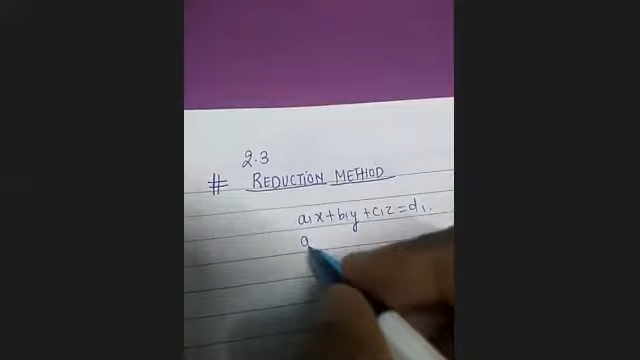 2.3
# REDUCTION METHOD
a₁x + b₁y + c₁z = d₁.
a